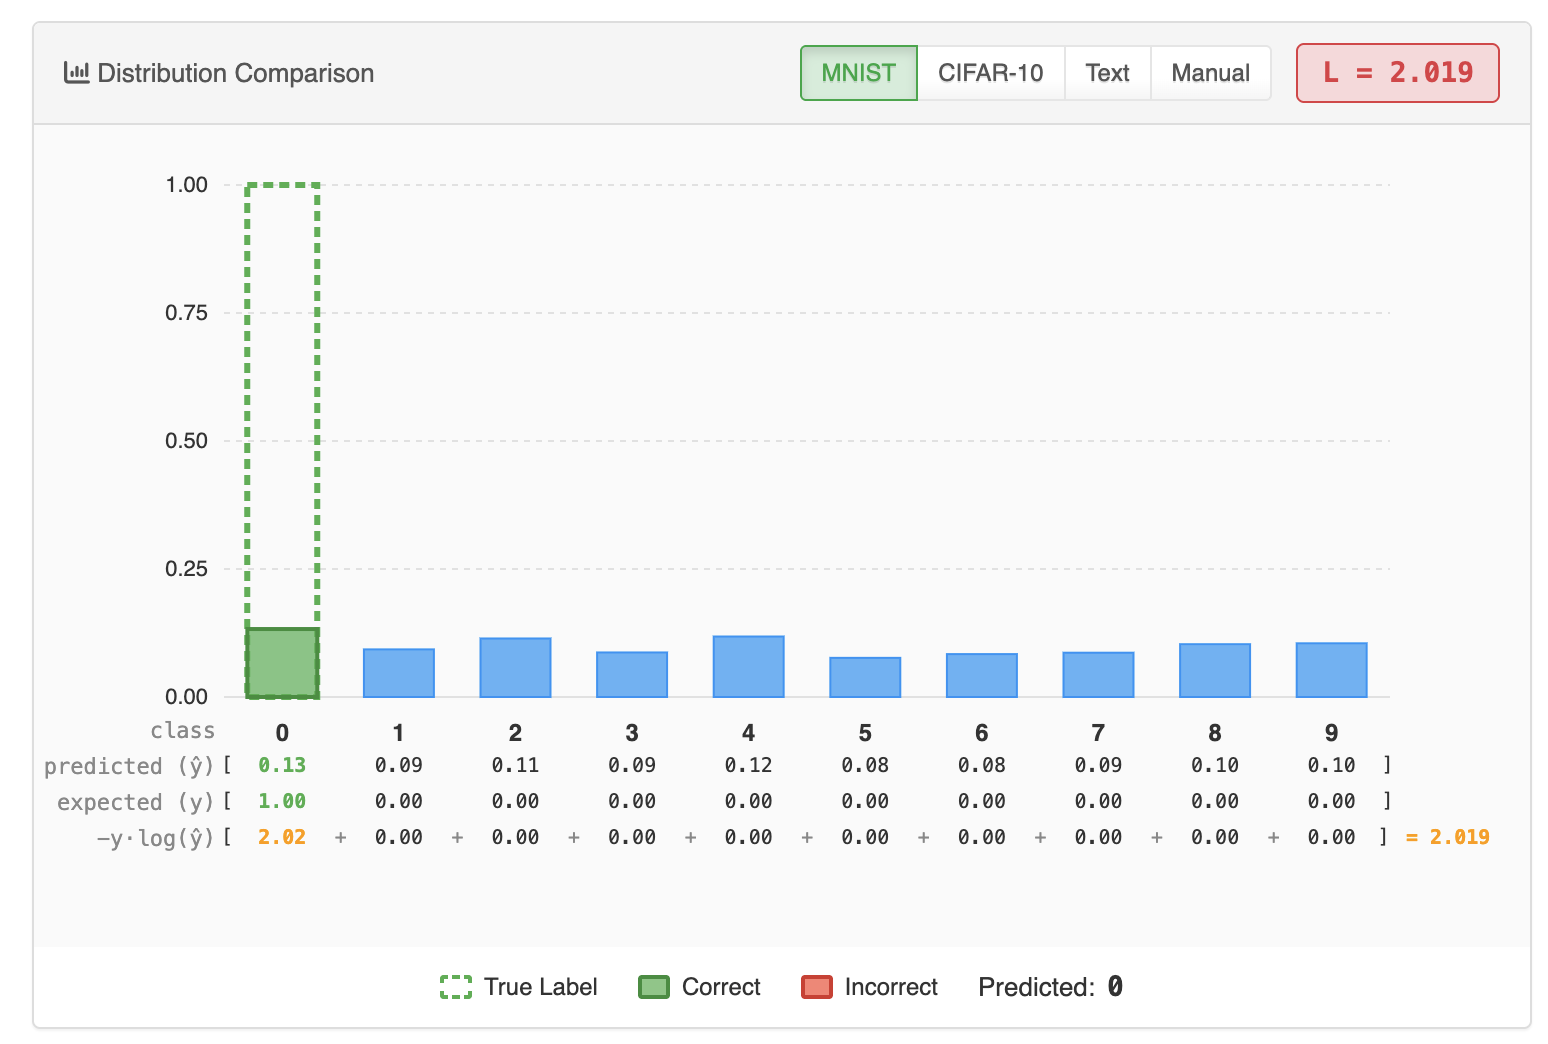 Distribution Comparison
MNIST CIFAR-10 Text Manual
L = 2.019
1.00
0.75
0.50
0.25
0.00
class 0 1 2 3 4 5 6 7 8 9
predicted (ŷ) [ 0.13 0.09 0.11 0.09 0.12 0.08 0.08 0.09 0.10 0.10 ]
expected (y) [ 1.00 0.00 0.00 0.00 0.00 0.00 0.00 0.00 0.00 0.00 ]
−y·log(ŷ) [ 2.02 + 0.00 + 0.00 + 0.00 + 0.00 + 0.00 + 0.00 + 0.00 + 0.00 + 0.00 ] = 2.019
True Label Correct Incorrect Predicted: 0